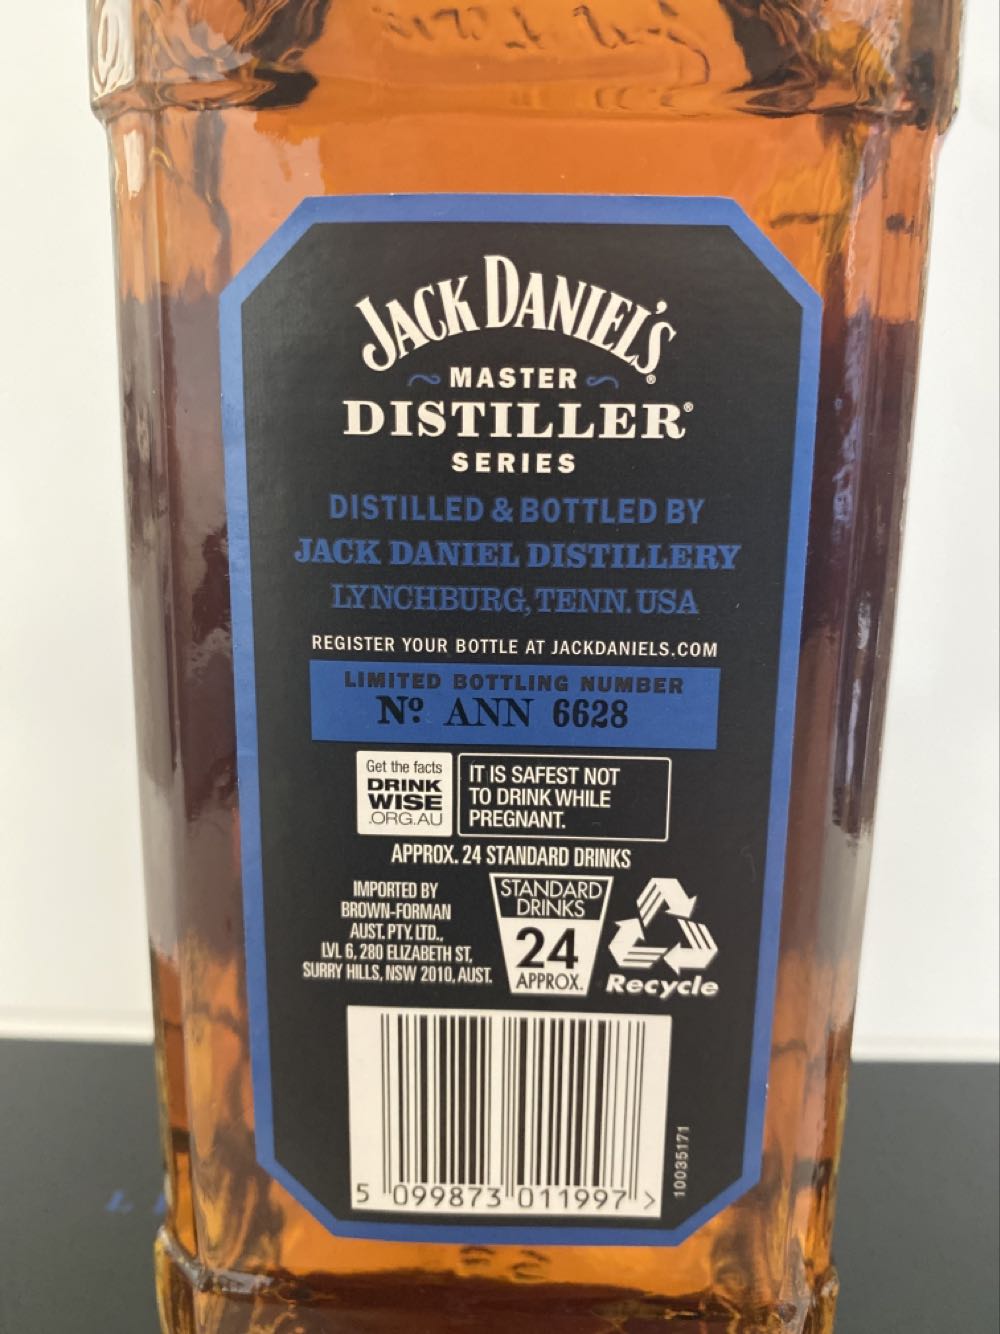 JACK DANIEL'S®
MASTER
DISTILLER®
SERIES
DISTILLED & BOTTLED BY
JACK DANIEL DISTILLERY
LYNCHBURG, TENN. USA
REGISTER YOUR BOTTLE AT JACKDANIELS.COM
LIMITED BOTTLING NUMBER
Nº ANN 6628
Get the facts
DRINK
WISE
.ORG.AU
IT IS SAFEST NOT
TO DRINK WHILE
PREGNANT.
APPROX. 24 STANDARD DRINKS
IMPORTED BY
BROWN-FORMAN
AUST. PTY. LTD.,
LVL 6, 280 ELIZABETH ST,
SURRY HILLS, NSW 2010, AUST.
STANDARD
DRINKS
24
APPROX.
Recycle
5 099873 011997 >
10035171